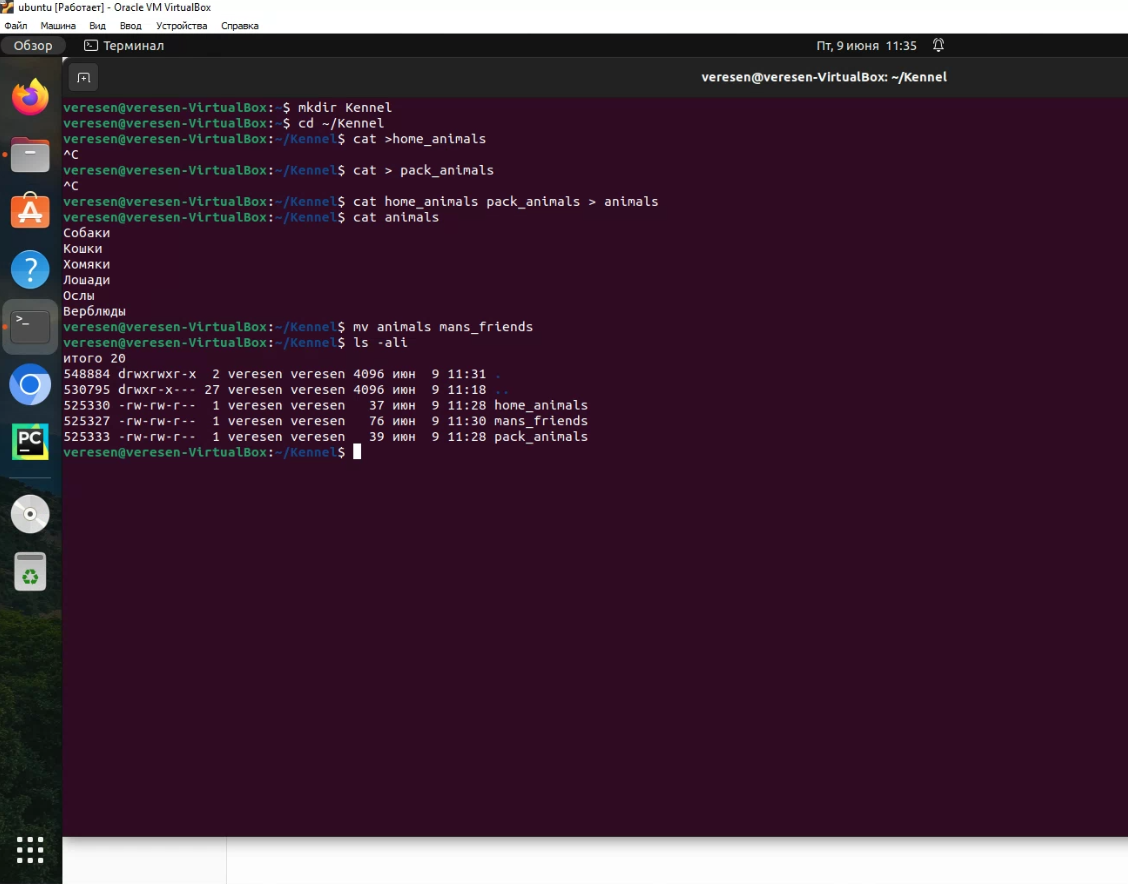 ubuntu [Работает] - Oracle VM VirtualBox
Файл Машина Вид Ввод Устройства Справка
Обзор Терминал Пт, 9 июня 11:35
veresen@veresen-VirtualBox: ~/Kennel
veresen@veresen-VirtualBox:~$ mkdir Kennel
veresen@veresen-VirtualBox:~$ cd ~/Kennel
veresen@veresen-VirtualBox:~/Kennel$ cat >home_animals
^C
veresen@veresen-VirtualBox:~/Kennel$ cat > pack_animals
^C
veresen@veresen-VirtualBox:~/Kennel$ cat home_animals pack_animals > animals
veresen@veresen-VirtualBox:~/Kennel$ cat animals
Собаки
Кошки
Хомяки
Лошади
Ослы
Верблюды
veresen@veresen-VirtualBox:~/Kennel$ mv animals mans_friends
veresen@veresen-VirtualBox:~/Kennel$ ls -ali
итого 20
548884 drwxrwxr-x  2 veresen veresen 4096 июн  9 11:31 .
530795 drwxr-x--- 27 veresen veresen 4096 июн  9 11:18 ..
525330 -rw-rw-r--  1 veresen veresen   37 июн  9 11:28 home_animals
525327 -rw-rw-r--  1 veresen veresen   76 июн  9 11:30 mans_friends
525333 -rw-rw-r--  1 veresen veresen   39 июн  9 11:28 pack_animals
veresen@veresen-VirtualBox:~/Kennel$
PC